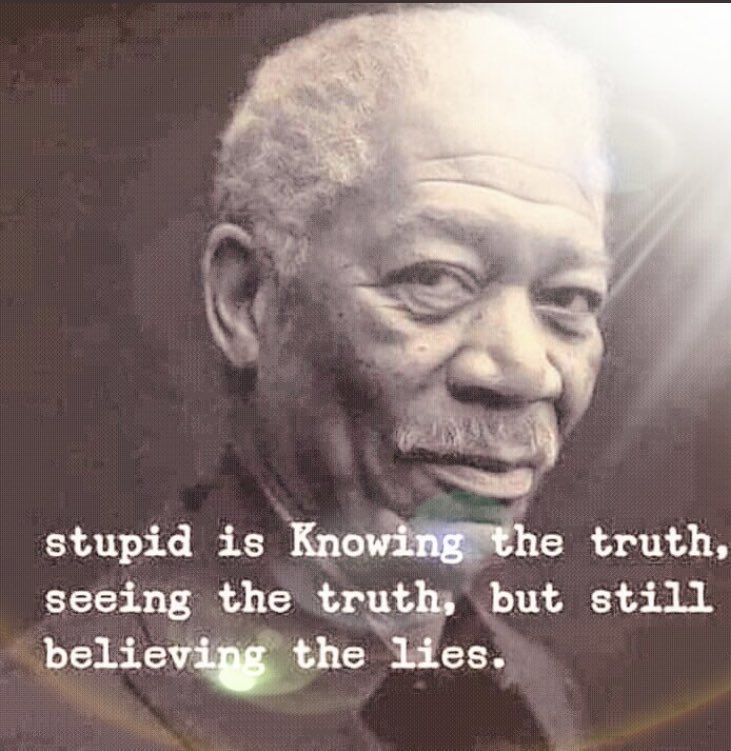 stupid is Knowing the truth,
seeing the truth, but still
believing the lies.